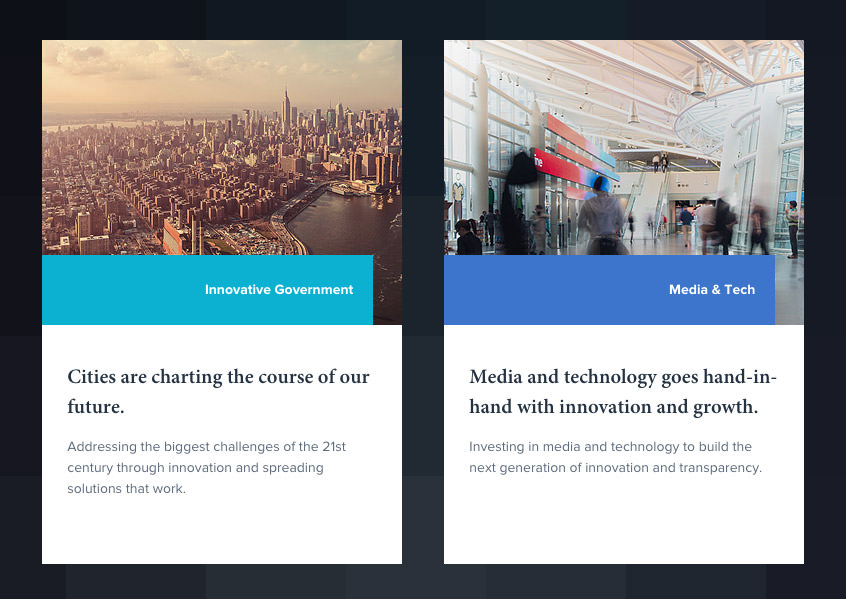 Innovative Government
Cities are charting the course of our
future.
Addressing the biggest challenges of the 21st
century through innovation and spreading
solutions that work.
ine
Media & Tech
Media and technology goes hand-in-
hand with innovation and growth.
Investing in media and technology to build the
next generation of innovation and transparency.